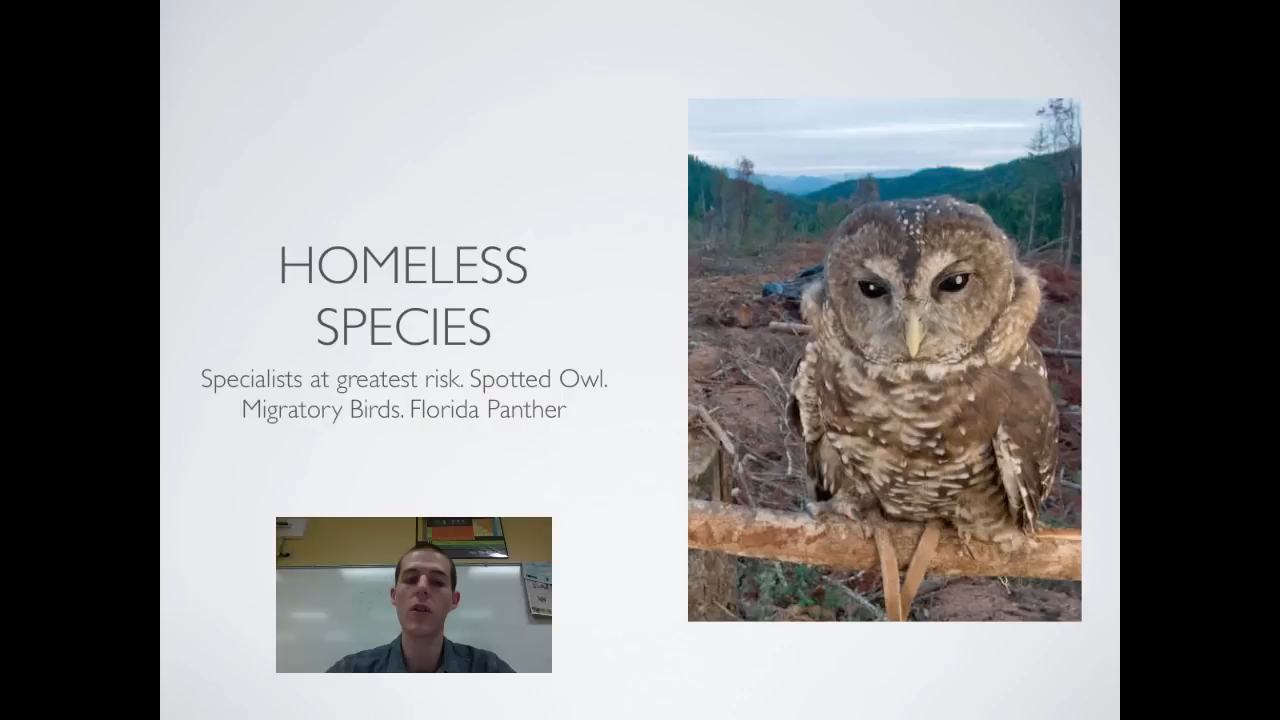 HOMELESS
SPECIES
Specialists at greatest risk. Spotted Owl.
Migratory Birds. Florida Panther